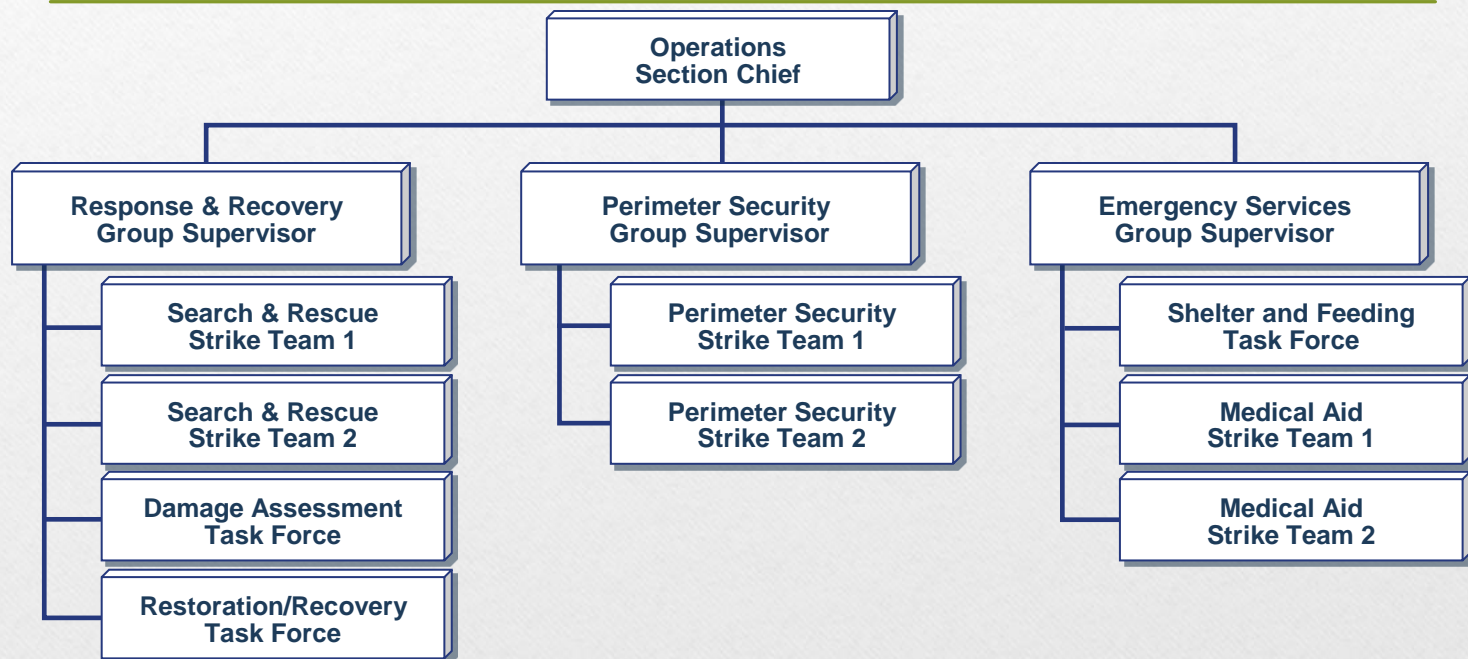 Operations
Section Chief
Response & Recovery
Group Supervisor
Search & Rescue
Strike Team 1
Search & Rescue
Strike Team 2
Damage Assessment
Task Force
Restoration/Recovery
Task Force
Perimeter Security
Group Supervisor
Perimeter Security
Strike Team 1
Perimeter Security
Strike Team 2
Emergency Services
Group Supervisor
Shelter and Feeding
Task Force
Medical Aid
Strike Team 1
Medical Aid
Strike Team 2